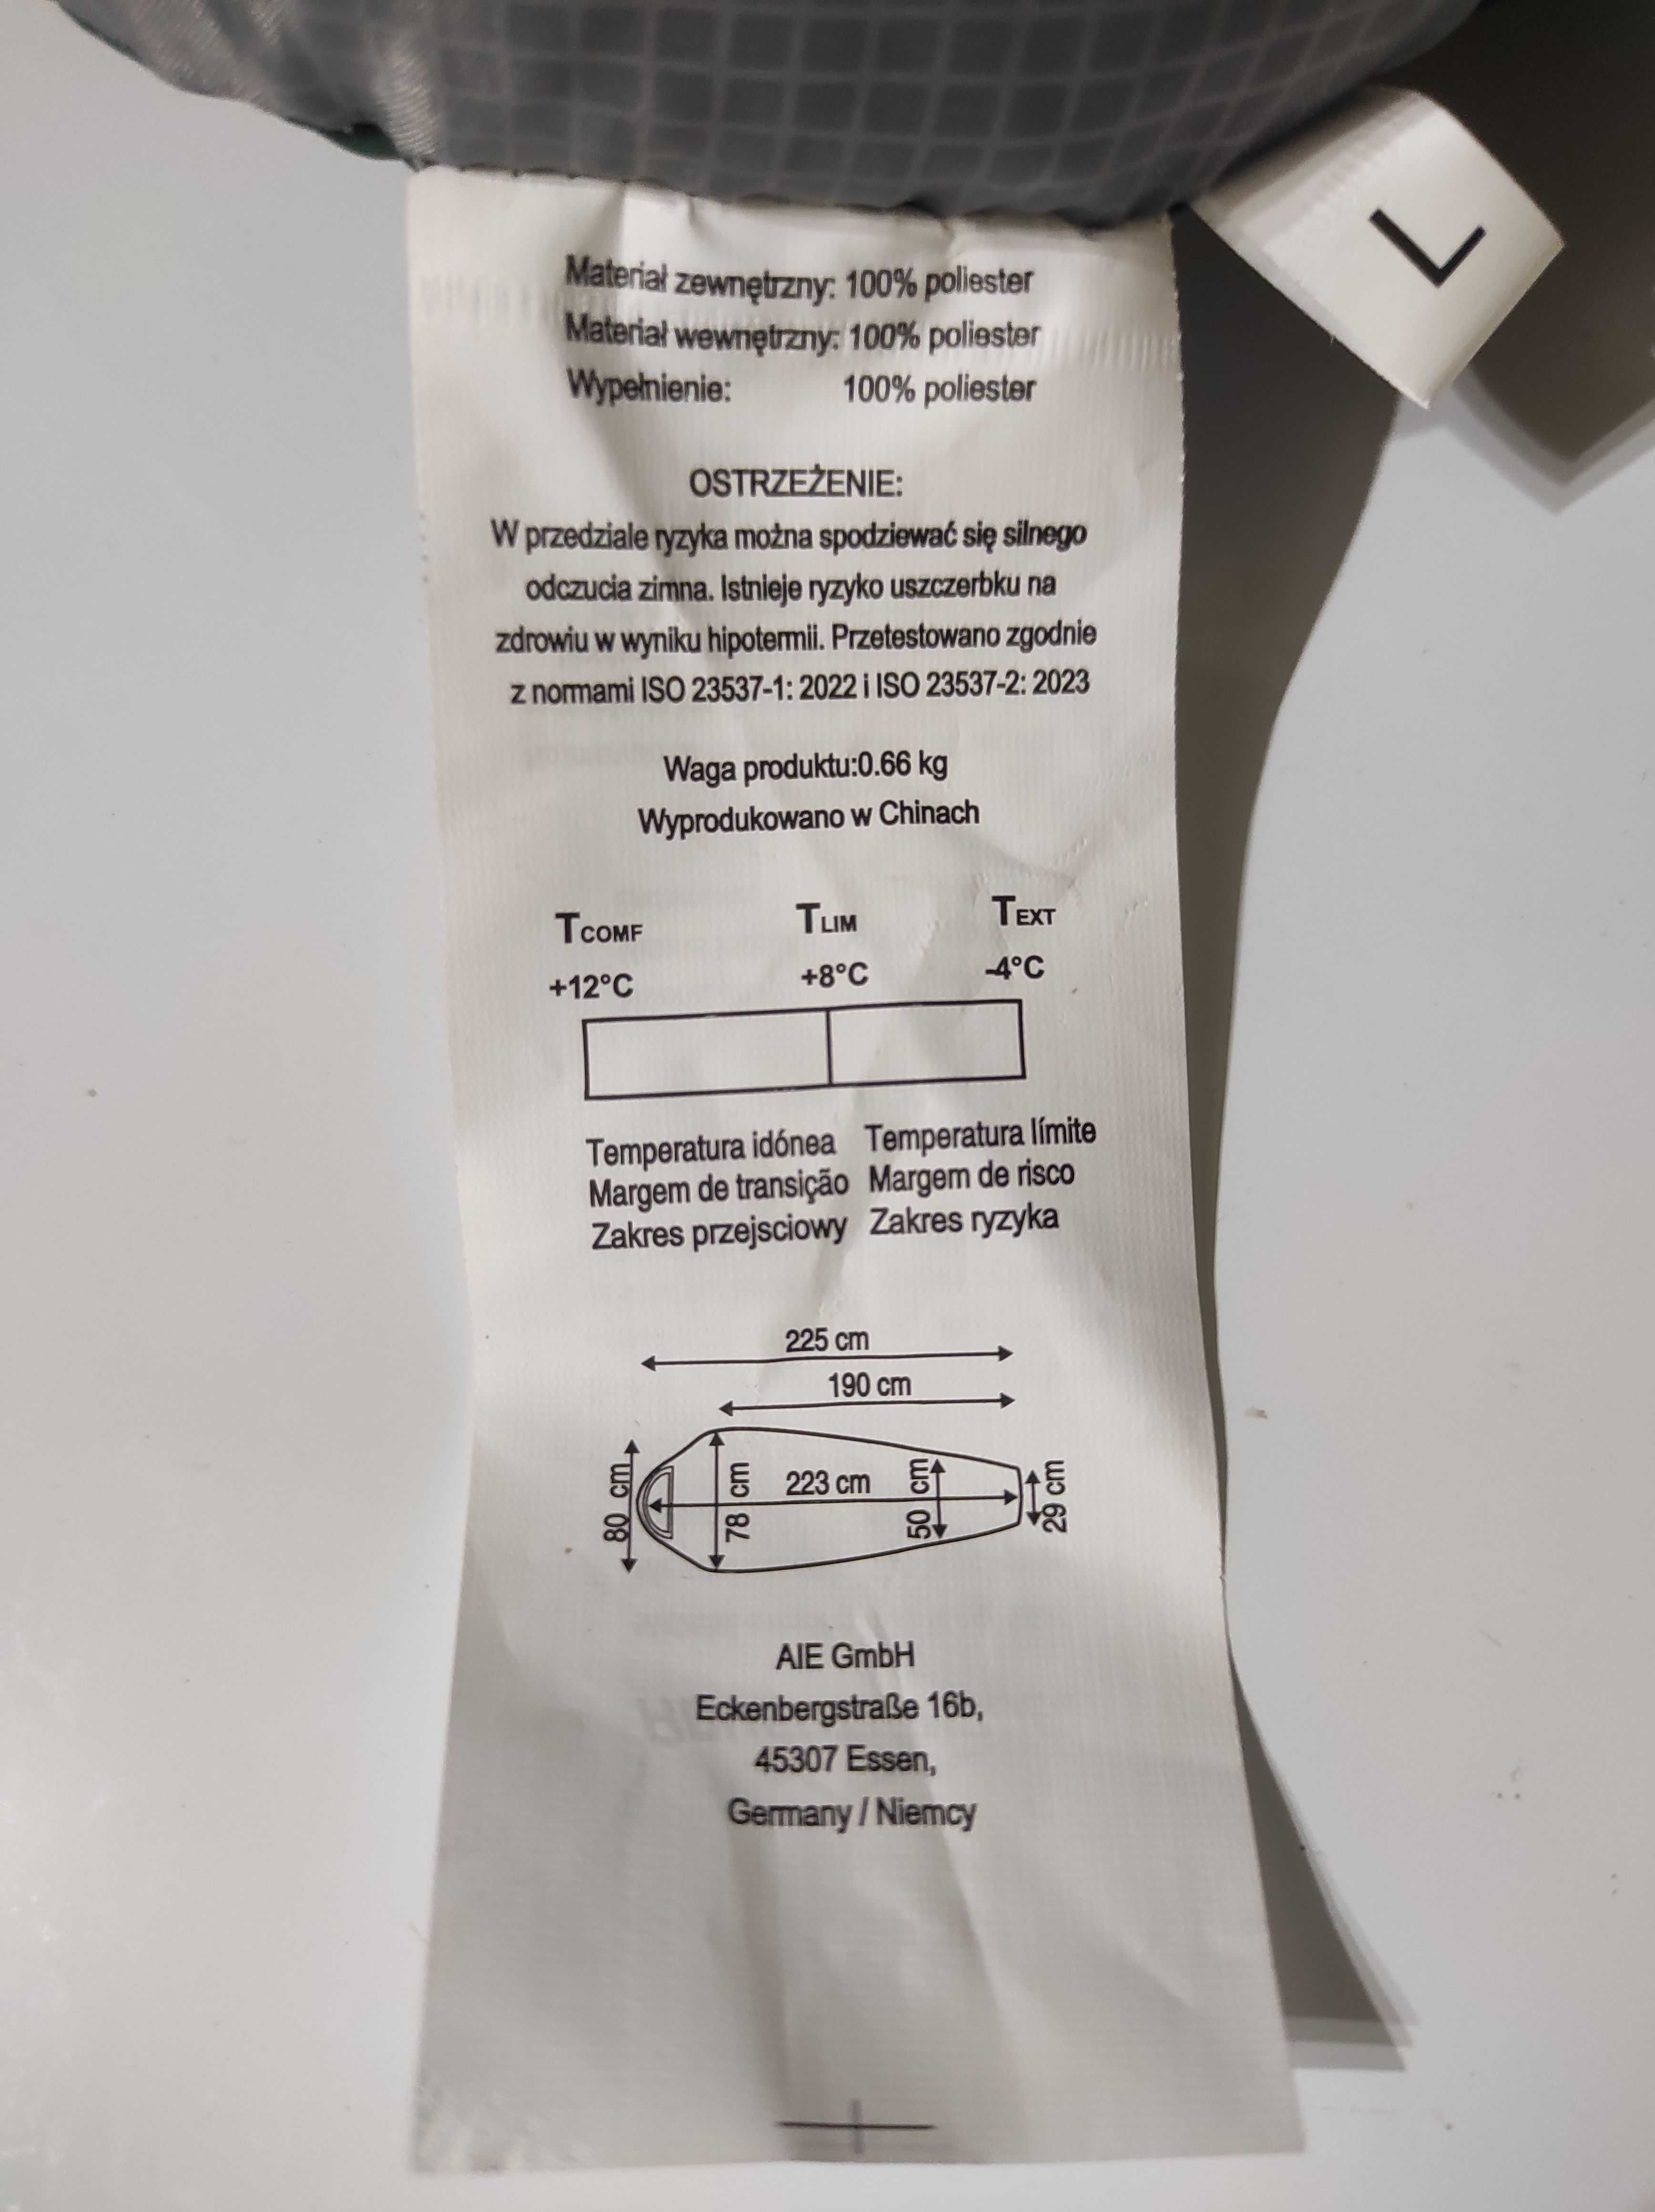 L
Materiał zewnętrzny: 100% poliester
Materiał wewnętrzny: 100% poliester
Wypełnienie: 100% poliester
OSTRZEŻENIE:
W przedziale ryzyka można spodziewać się silnego
odczucia zimna. Istnieje ryzyko uszczerbku na
zdrowiu w wyniku hipotermii. Przetestowano zgodnie
z normami ISO 23537-1: 2022 i ISO 23537-2: 2023
Waga produktu:0.66 kg
Wyprodukowano w Chinach
TCOMF TLIM TEXT
+12°C +8°C -4°C
Temperatura idónea Temperatura límite
Margem de transição Margem de risco
Zakres przejsciowy Zakres ryzyka
225 cm
190 cm
80 cm 78 cm 223 cm 50 cm 29 cm
AIE GmbH
Eckenbergstraße 16b,
45307 Essen,
Germany / Niemcy